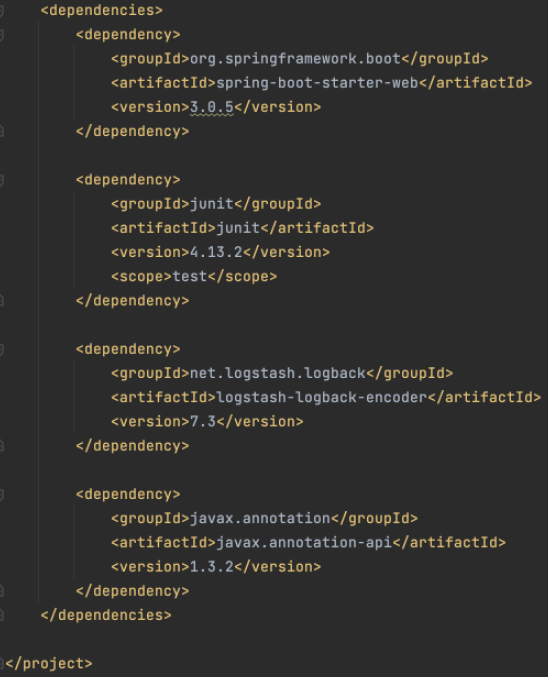 <dependencies>
<dependency>
<groupId>org.springframework.boot</groupId>
<artifactId>spring-boot-starter-web</artifactId>
<version>3.0.5</version>
</dependency>
<dependency>
<groupId>junit</groupId>
<artifactId>junit</artifactId>
<version>4.13.2</version>
<scope>test</scope>
</dependency>
<dependency>
<groupId>net.logstash.logback</groupId>
<artifactId>logstash-logback-encoder</artifactId>
<version>7.3</version>
</dependency>
<dependency>
<groupId>javax.annotation</groupId>
<artifactId>javax.annotation-api</artifactId>
<version>1.3.2</version>
</dependency>
</dependencies>
</project>